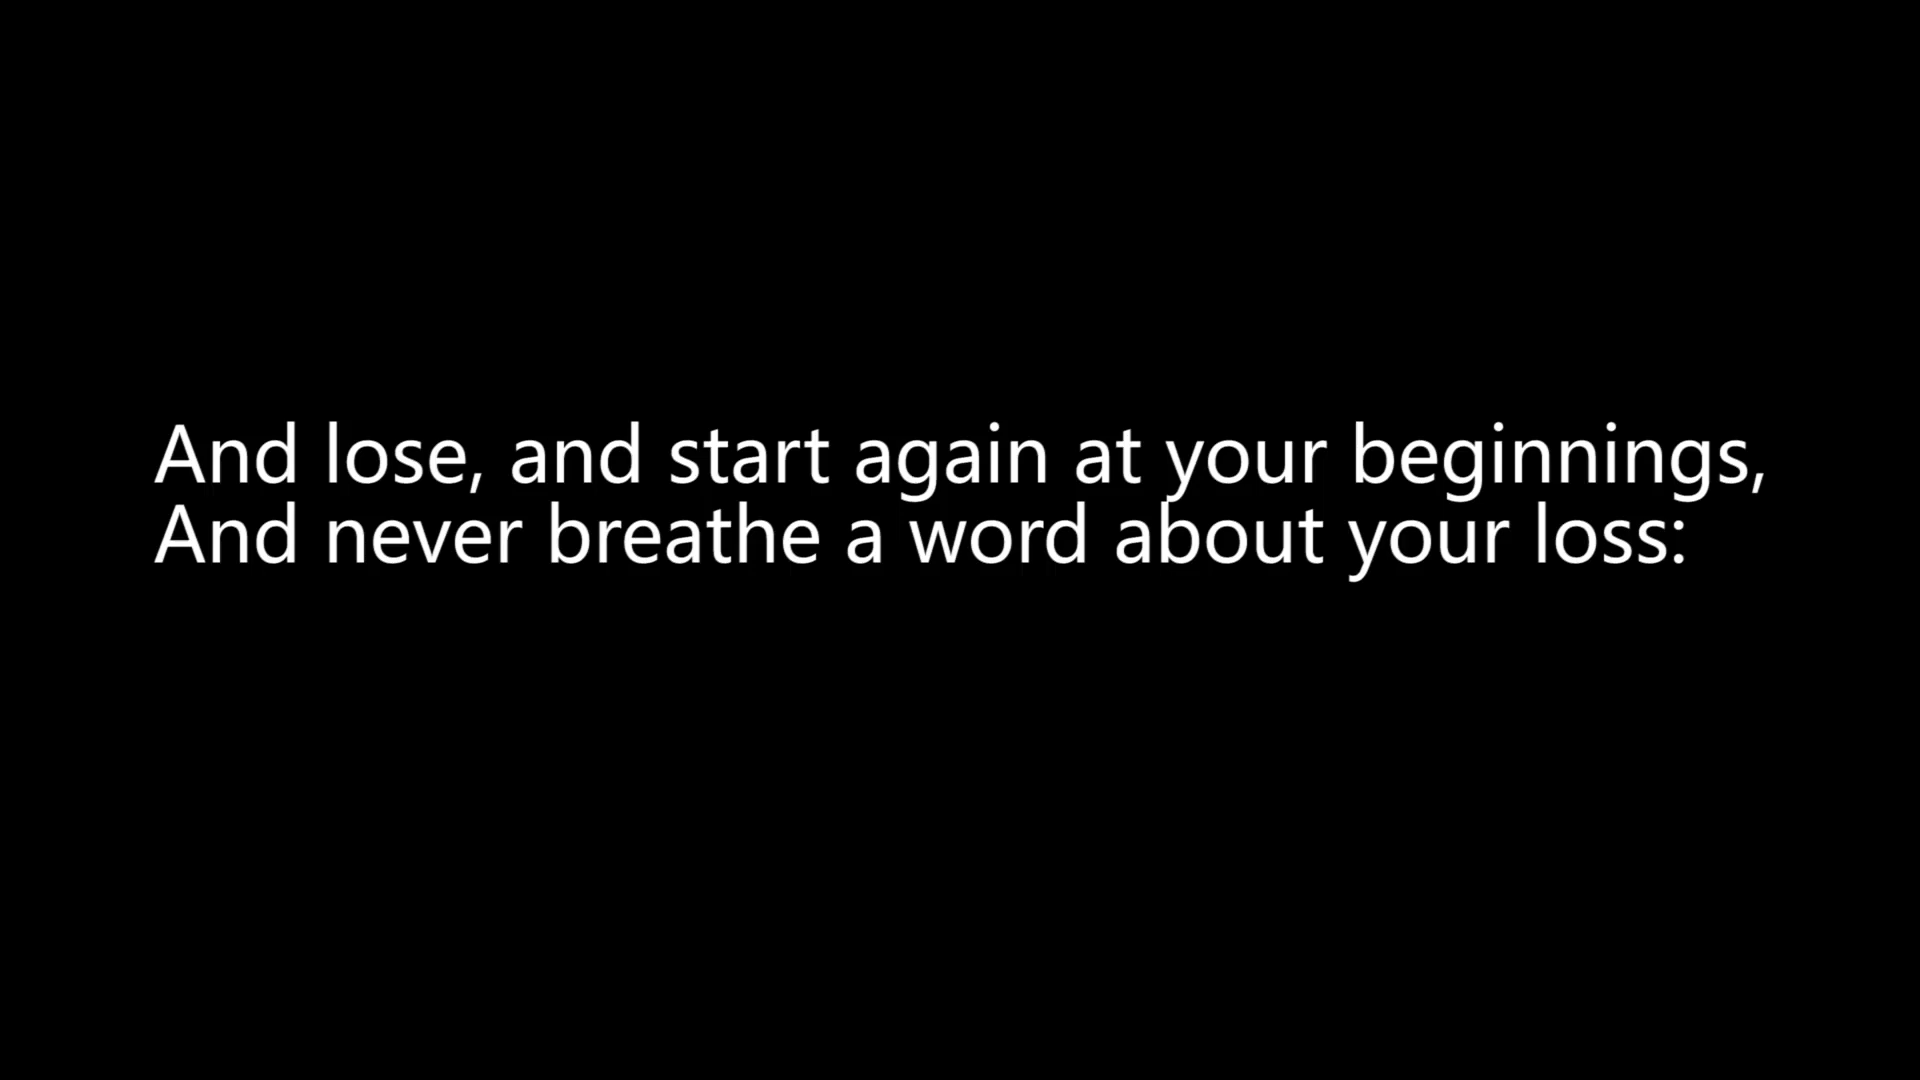 And lose, and start again at your beginnings,
And never breathe a word about your loss: